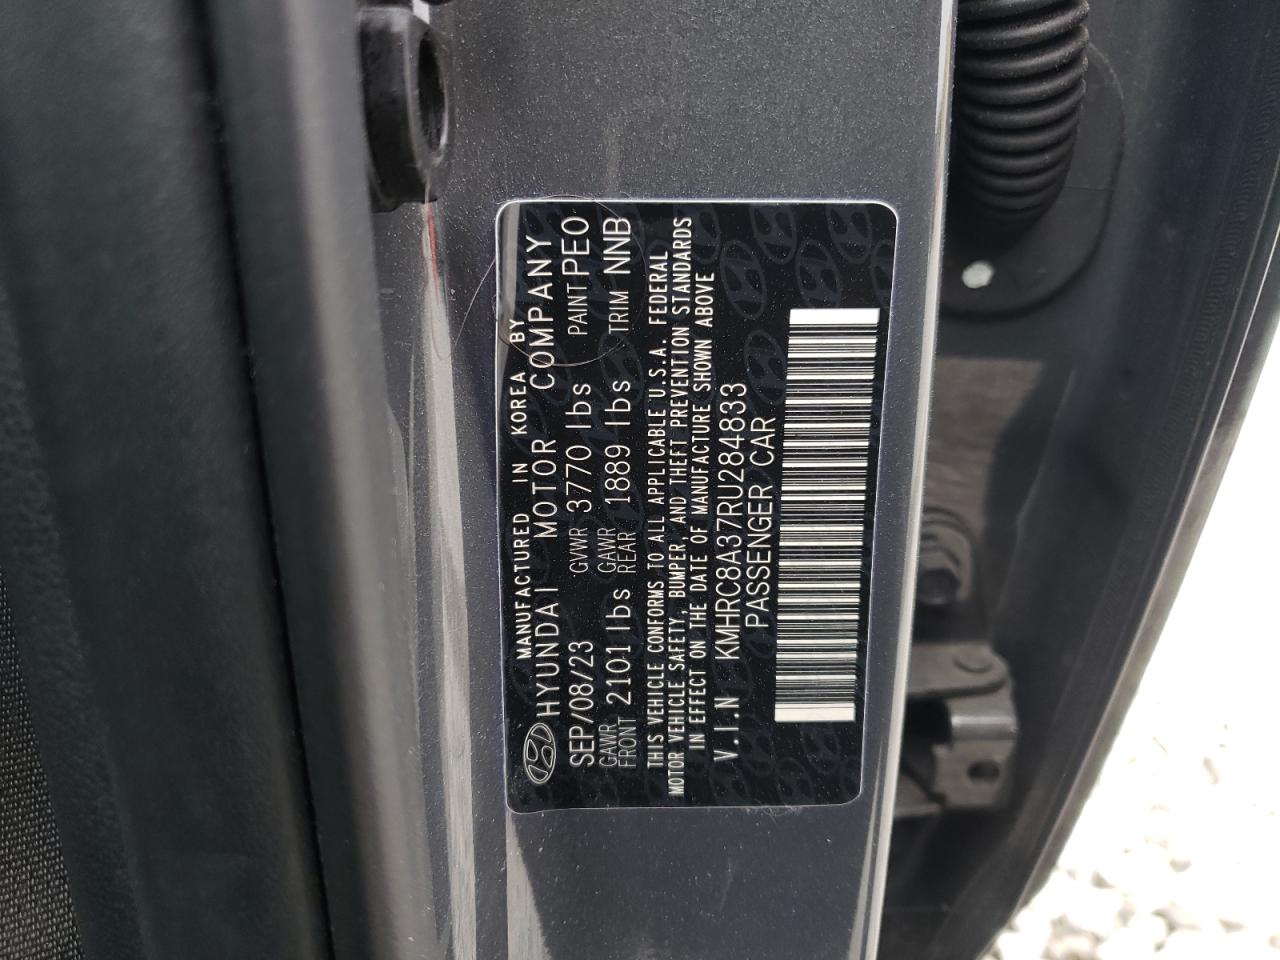 MANUFACTURED IN KOREA BY
HYUNDAI MOTOR COMPANY
SEP/08/23 GVWR 3770 lbs PAINT PE0
GAWR FRONT 2101 lbs GAWR REAR 1889 lbs TRIM NNB
THIS VEHICLE CONFORMS TO ALL APPLICABLE U.S.A. FEDERAL
MOTOR VEHICLE SAFETY, BUMPER, AND THEFT PREVENTION STANDARDS
IN EFFECT ON THE DATE OF MANUFACTURE SHOWN ABOVE
V.I.N KMHRC8A37RU284833
PASSENGER CAR